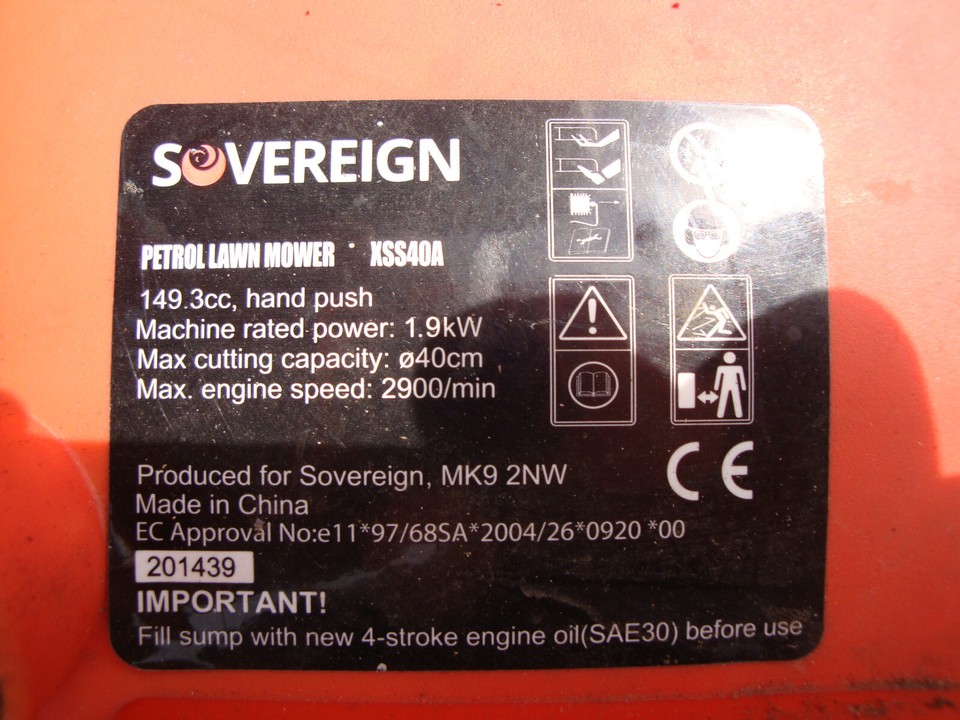 SOVEREIGN
PETROL LAWN MOWER XSS40A
149.3cc, hand push
Machine rated power: 1.9kW
Max cutting capacity: ø40cm
Max. engine speed: 2900/min
Produced for Sovereign, MK9 2NW
Made in China
EC Approval No:e11*97/68SA*2004/26*0920 *00
201439
IMPORTANT!
Fill sump with new 4-stroke engine oil(SAE30) before use
CE